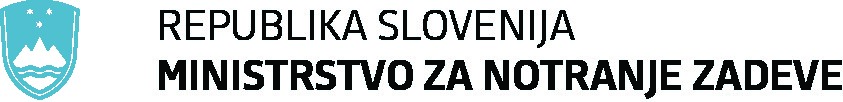 REPUBLIKA SLOVENIJA
MINISTRSTVO ZA NOTRANJE ZADEVE